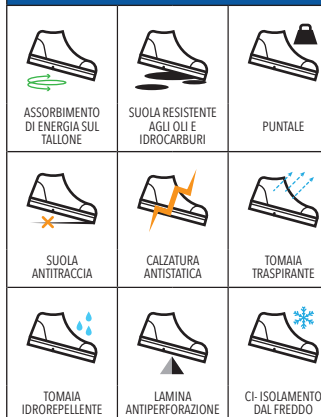 ASSORBIMENTO
DI ENERGIA SUL
TALLONE
SUOLA RESISTENTE
AGLI OLI E
IDROCARBURI
PUNTALE
SUOLA
ANTITRACCIA
CALZATURA
ANTISTATICA
TOMAIA
TRASPIRANTE
TOMAIA
IDROREPELLENTE
LAMINA
ANTIPERFORAZIONE
CI- ISOLAMENTO
DAL FREDDO